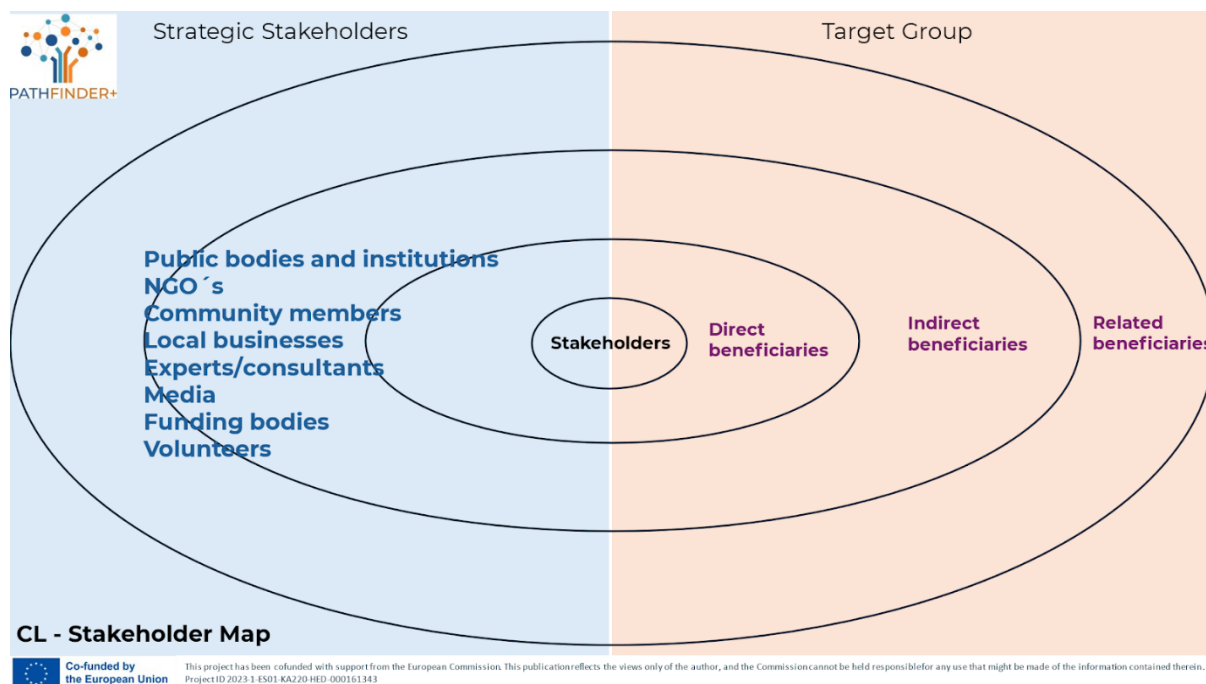 Strategic Stakeholders
Target Group
PATHFINDER+
Public bodies and institutions
NGO´s
Community members
Local businesses
Experts/consultants
Media
Funding bodies
Volunteers
Stakeholders
Direct
beneficiaries
Indirect
beneficiaries
Related
beneficiaries
CL - Stakeholder Map
Co-funded by
the European Union
This project has been cofunded with support from the European Commission. This publication reflects the views only of the author, and the Commission cannot be held responsible for any use that might be made of the information contained therein.
Project ID 2023-1-ES01-KA220-HED-000161343